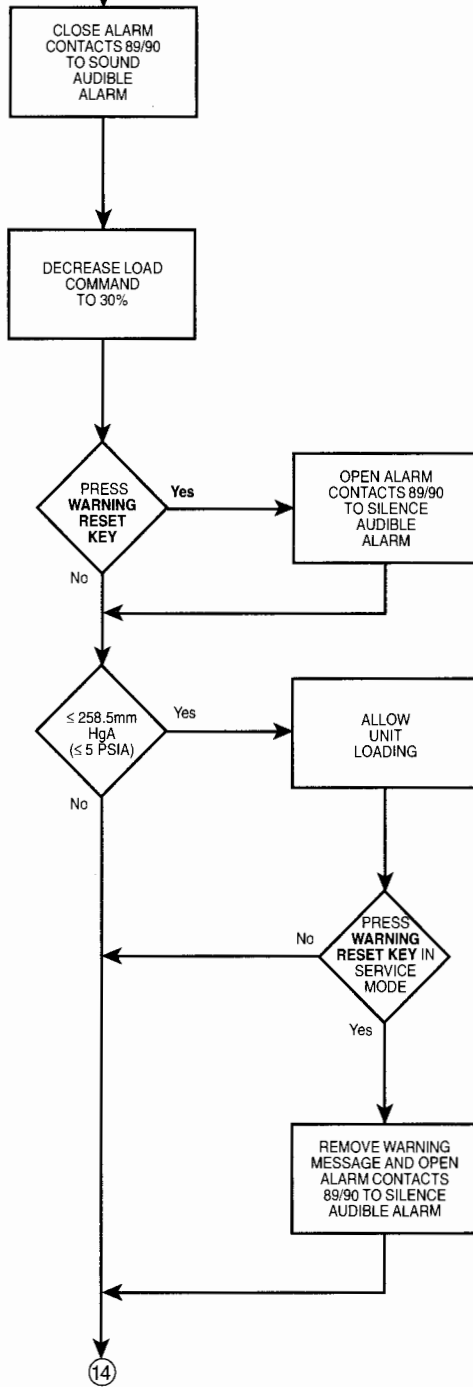 CLOSE ALARM
CONTACTS 89/90
TO SOUND
AUDIBLE
ALARM
DECREASE LOAD
COMMAND
TO 30%
PRESS
WARNING
RESET
KEY
Yes
No
OPEN ALARM
CONTACTS 89/90
TO SILENCE
AUDIBLE
ALARM
≤ 258.5mm
HgA
(≤ 5 PSIA)
Yes
No
ALLOW
UNIT
LOADING
PRESS
WARNING
RESET KEY IN
SERVICE
MODE
No
Yes
REMOVE WARNING
MESSAGE AND OPEN
ALARM CONTACTS
89/90 TO SILENCE
AUDIBLE ALARM
14